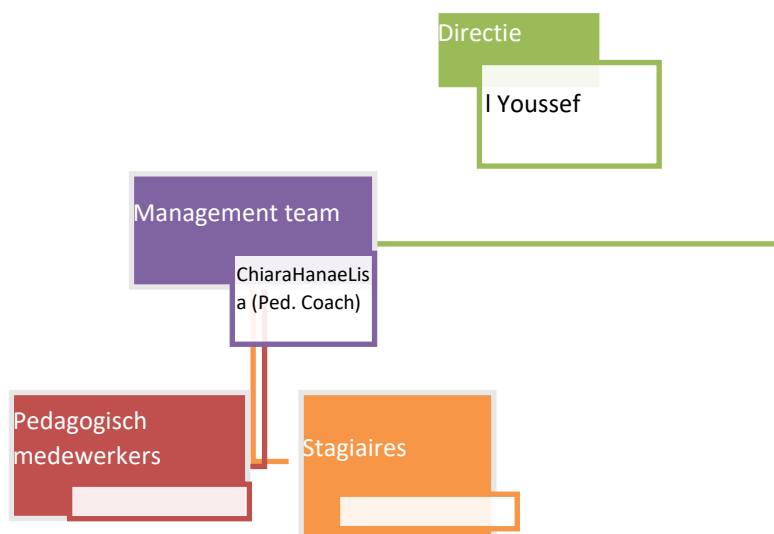 Directie
l Youssef
Management team
ChiaraHanaeLis
a (Ped. Coach)
Pedagogisch
medewerkers
Stagiaires